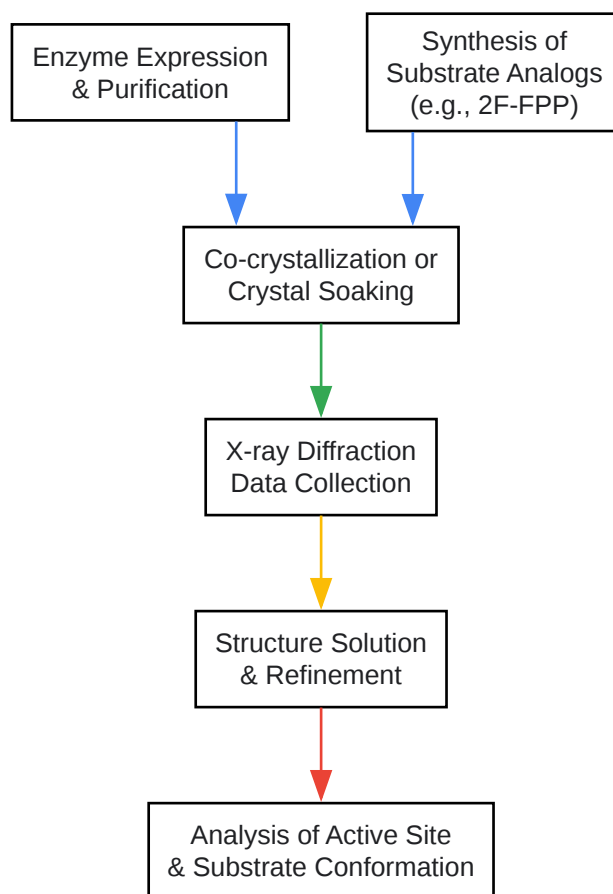 Enzyme Expression
& Purification
Synthesis of
Substrate Analogs
(e.g., 2F-FPP)
Co-crystallization or
Crystal Soaking
X-ray Diffraction
Data Collection
Structure Solution
& Refinement
Analysis of Active Site
& Substrate Conformation